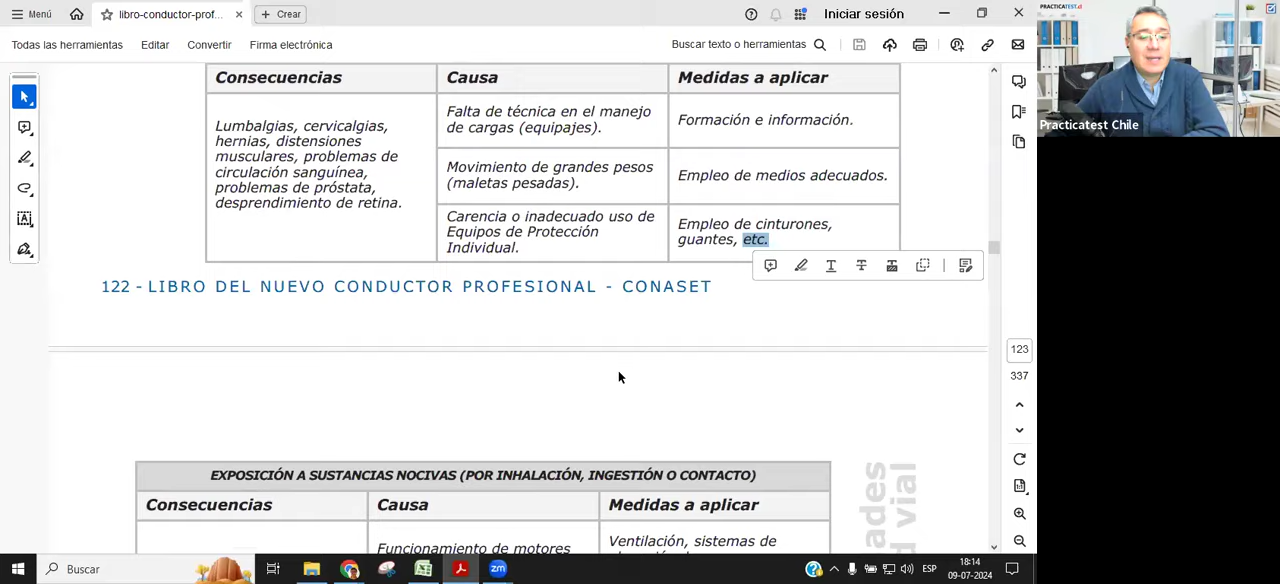 Menú
libro-conductor-prof...
Crear
Iniciar sesión
PRACTICATEST.cl
Todas las herramientas
Editar
Convertir
Firma electrónica
Buscar texto o herramientas
Consecuencias
Causa
Medidas a aplicar
Lumbalgias, cervicalgias,
hernias, distensiones
musculares, problemas de
circulación sanguínea,
problemas de próstata,
desprendimiento de retina.
Falta de técnica en el manejo
de cargas (equipajes).
Formación e información.
Movimiento de grandes pesos
(maletas pesadas).
Empleo de medios adecuados.
Carencia o inadecuado uso de
Equipos de Protección
Individual.
Empleo de cinturones,
guantes, etc.
122 - LIBRO DEL NUEVO CONDUCTOR PROFESIONAL - CONASET
Practicatest Chile
123
337
EXPOSICIÓN A SUSTANCIAS NOCIVAS (POR INHALACIÓN, INGESTIÓN O CONTACTO)
Consecuencias
Causa
Medidas a aplicar
Funcionamiento de motores
Ventilación, sistemas de
ades
d vial
Buscar
zm
ESP
18:14
09-07-2024